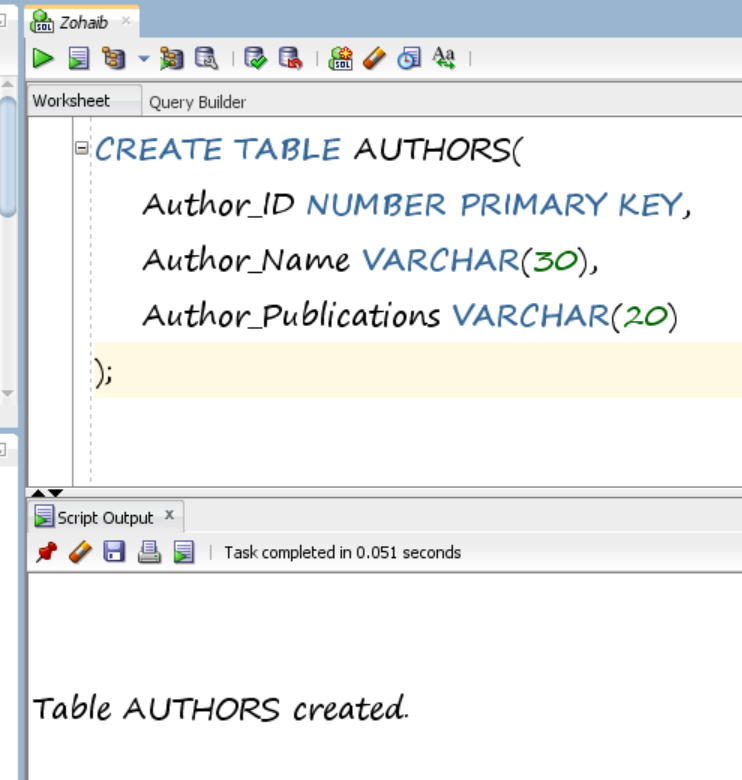 Zohaib
Worksheet Query Builder
CREATE TABLE AUTHORS(
Author_ID NUMBER PRIMARY KEY,
Author_Name VARCHAR(30),
Author_Publications VARCHAR(20)
);
Script Output x
Task completed in 0.051 seconds
Table AUTHORS created.